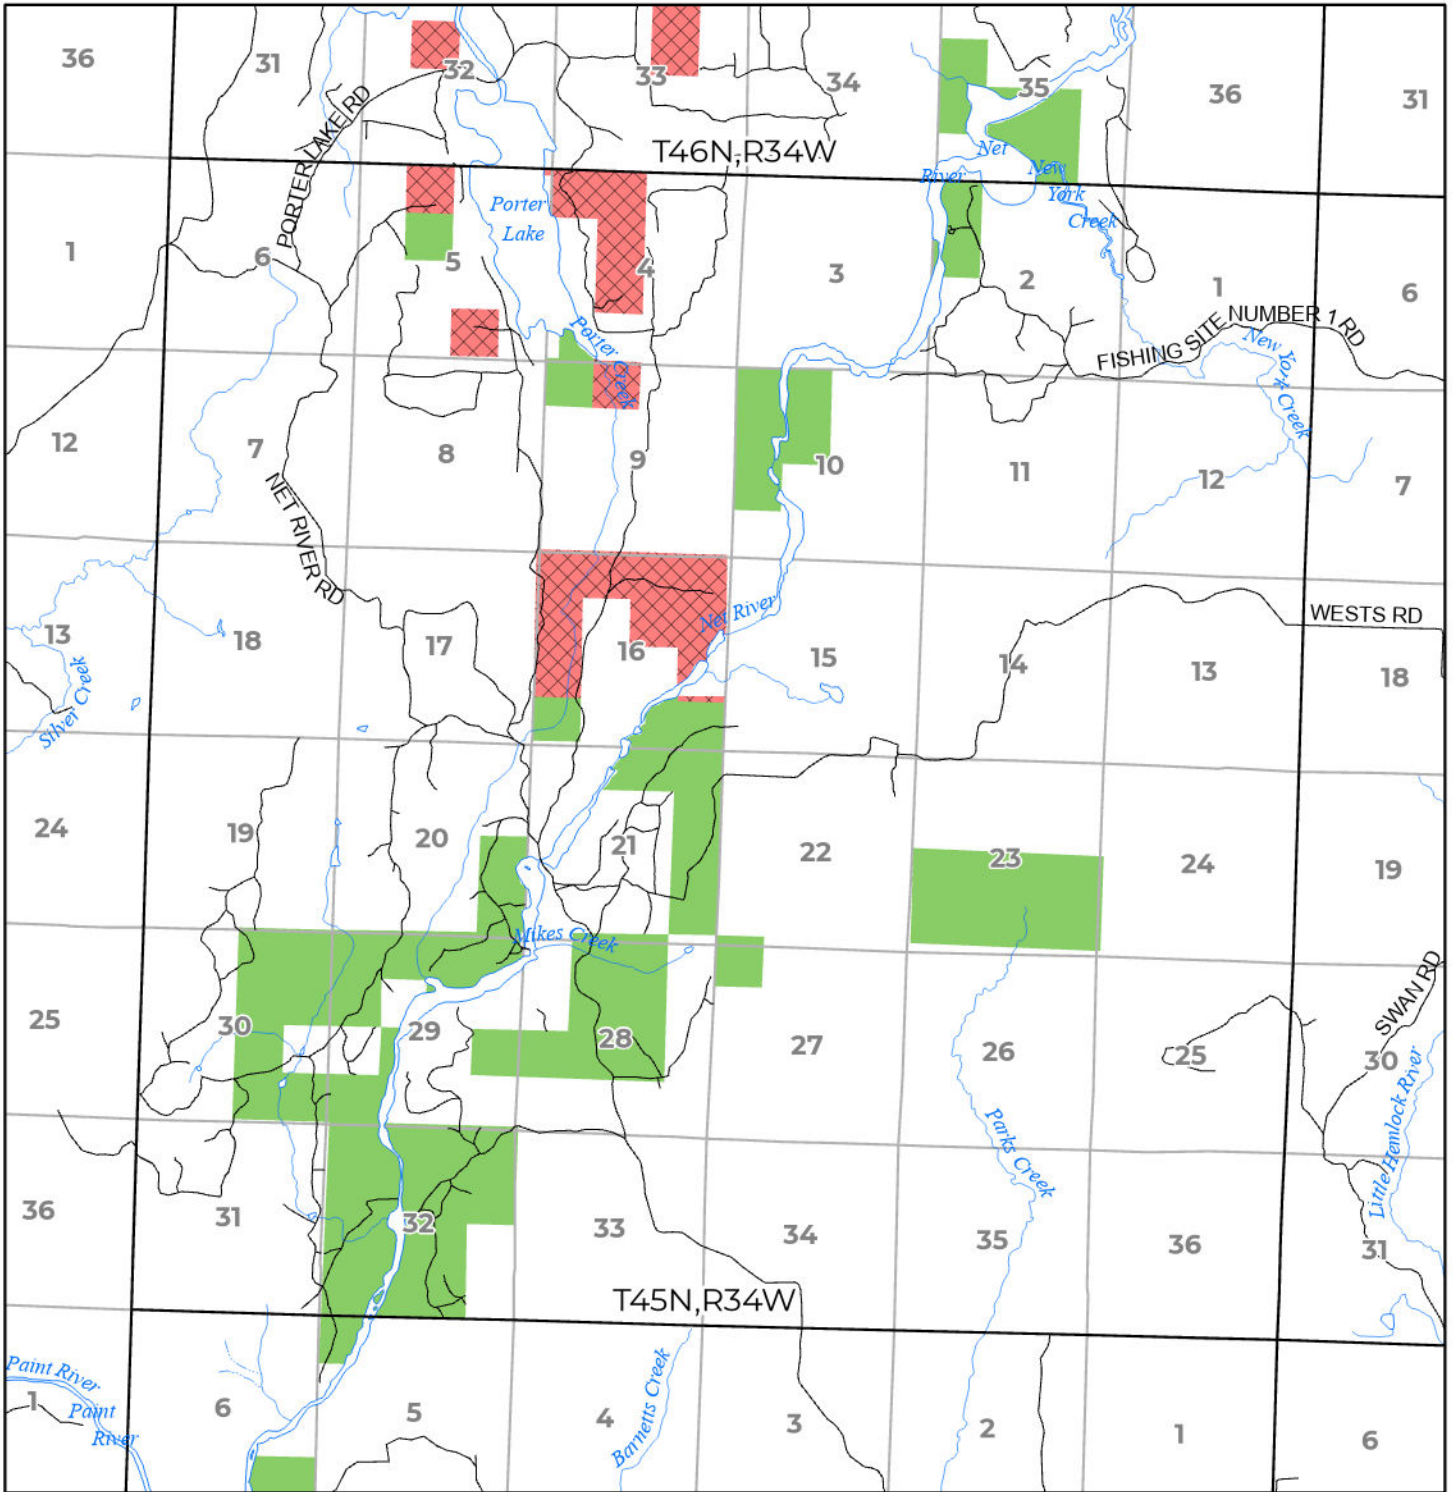 36
31
32
33
34
35
36
31
PORTER LAKE RD
T46N,R34W
Net
River
New
York
Creek
Porter
Lake
1
6
5
4
3
2
1
6
Porter Creek
FISHING SITE NUMBER 1 RD
New York Creek
12
7
8
9
10
11
12
7
NET RIVER RD
Net River
WESTS RD
13
18
17
16
15
14
13
18
Silver Creek
24
19
20
21
22
23
24
19
Mikes Creek
SWAN RD
25
30
29
28
27
26
25
30
Parks Creek
Little Hemlock River
36
31
32
33
34
35
36
31
T45N,R34W
Paint River
Paint
River
Barnetts Creek
1
6
5
4
3
2
1
6